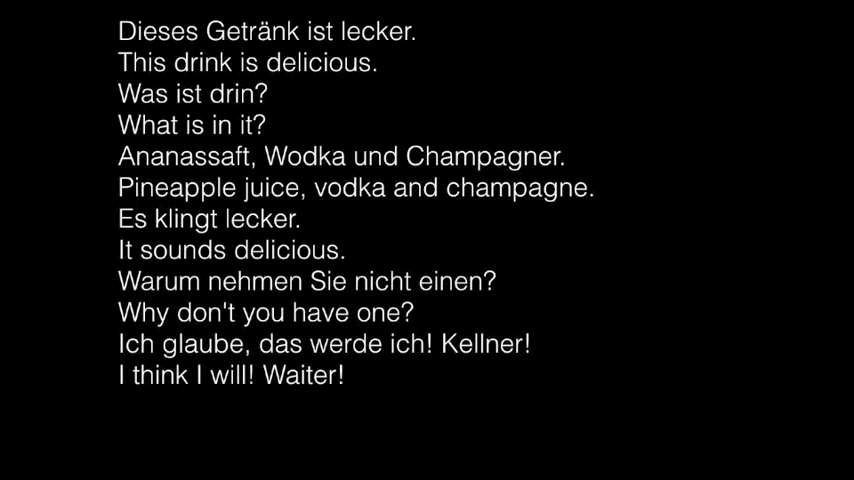 Dieses Getränk ist lecker.
This drink is delicious.
Was ist drin?
What is in it?
Ananassaft, Wodka und Champagner.
Pineapple juice, vodka and champagne.
Es klingt lecker.
It sounds delicious.
Warum nehmen Sie nicht einen?
Why don't you have one?
Ich glaube, das werde ich! Kellner!
I think I will! Waiter!